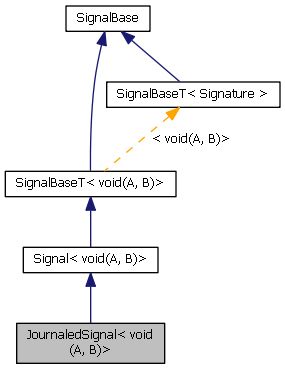 SignalBase
SignalBaseT< Signature >
< void(A, B)>
SignalBaseT< void(A, B)>
Signal< void(A, B)>
JournaledSignal< void
(A, B)>